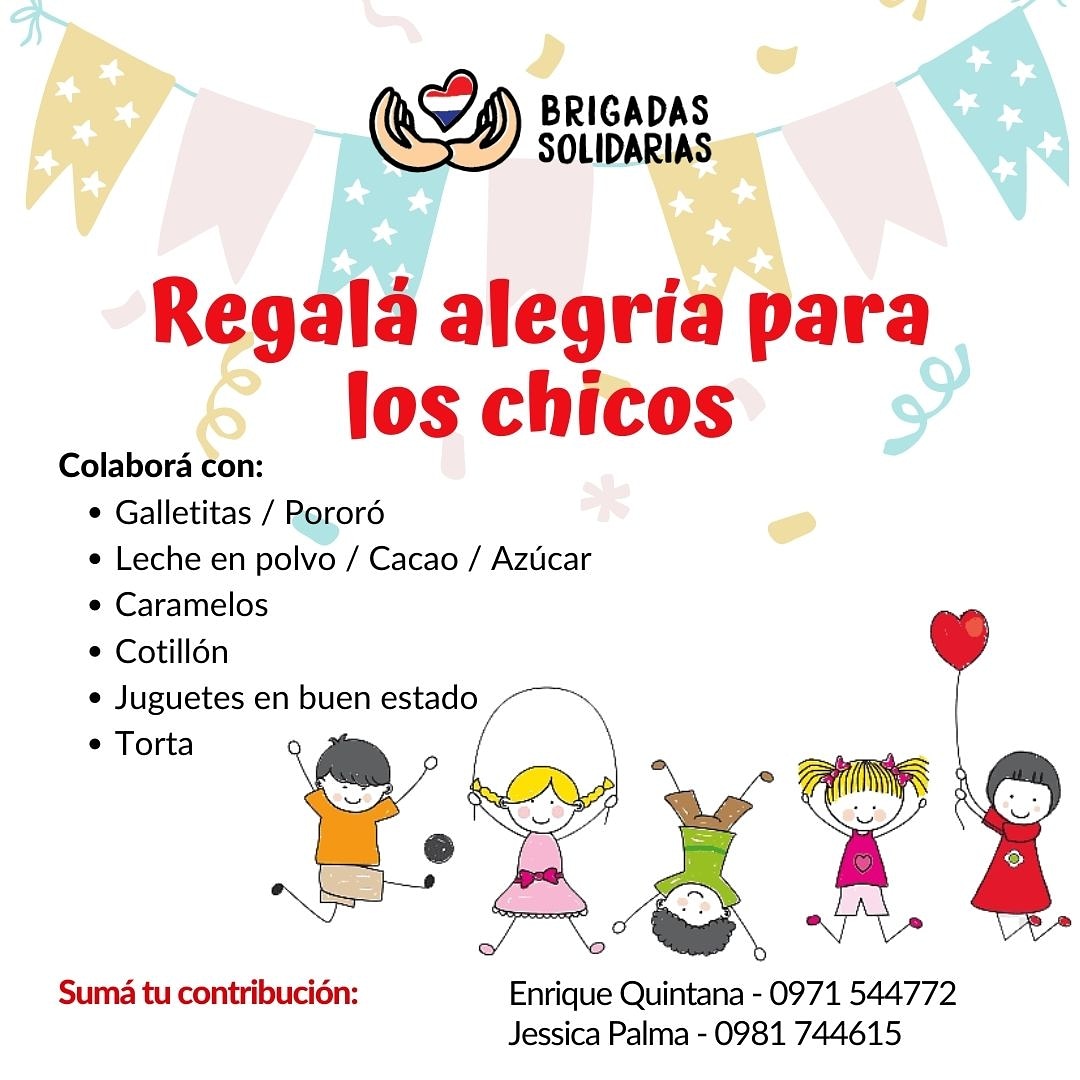 BRIGADAS
SOLIDARIAS
Regalá alegría para
los chicos
Colaborá con:
• Galletitas / Pororó
• Leche en polvo / Cacao / Azúcar
• Caramelos
• Cotillón
• Juguetes en buen estado
• Torta
Sumá tu contribución:
Enrique Quintana - 0971 544772
Jessica Palma - 0981 744615